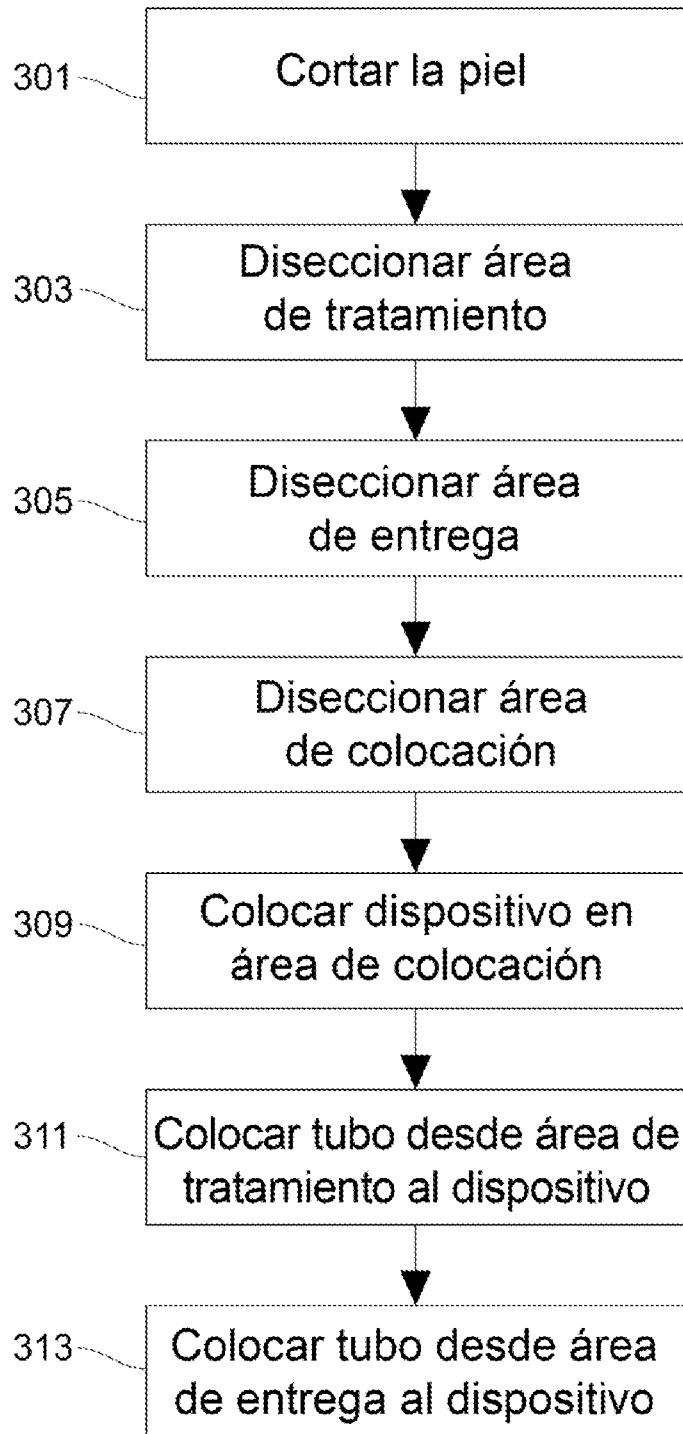 301
Cortar la piel
303
Diseccionar área
de tratamiento
305
Diseccionar área
de entrega
307
Diseccionar área
de colocación
309
Colocar dispositivo en
área de colocación
311
Colocar tubo desde área de
tratamiento al dispositivo
313
Colocar tubo desde área
de entrega al dispositivo